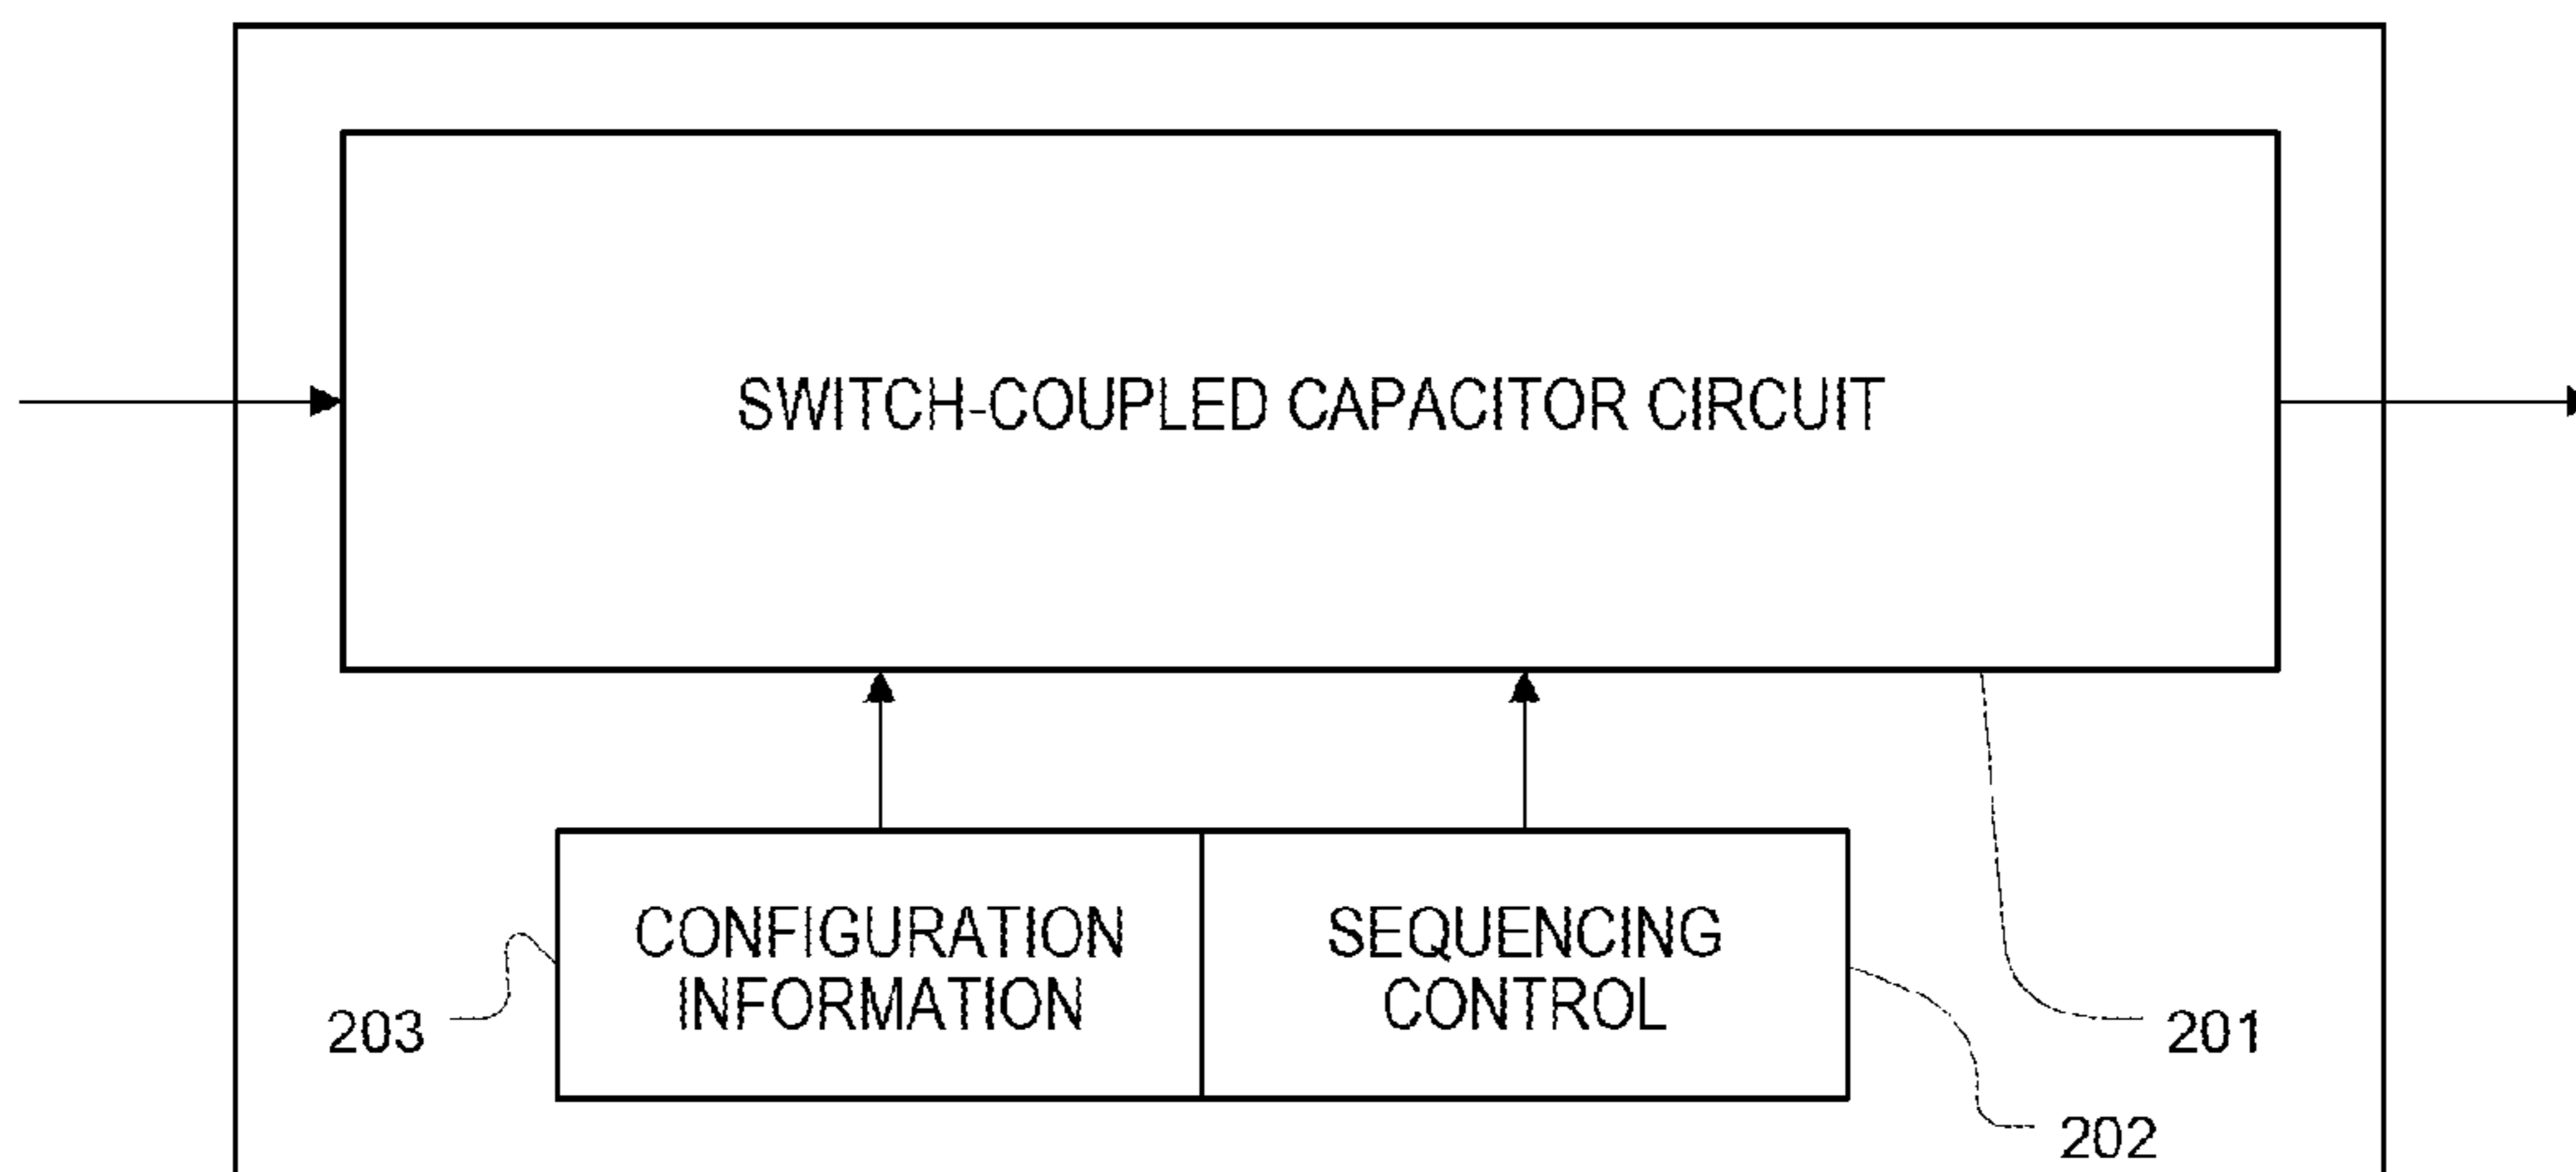 SWITCH-COUPLED CAPACITOR CIRCUIT
CONFIGURATION
INFORMATION
SEQUENCING
CONTROL
203
201
202